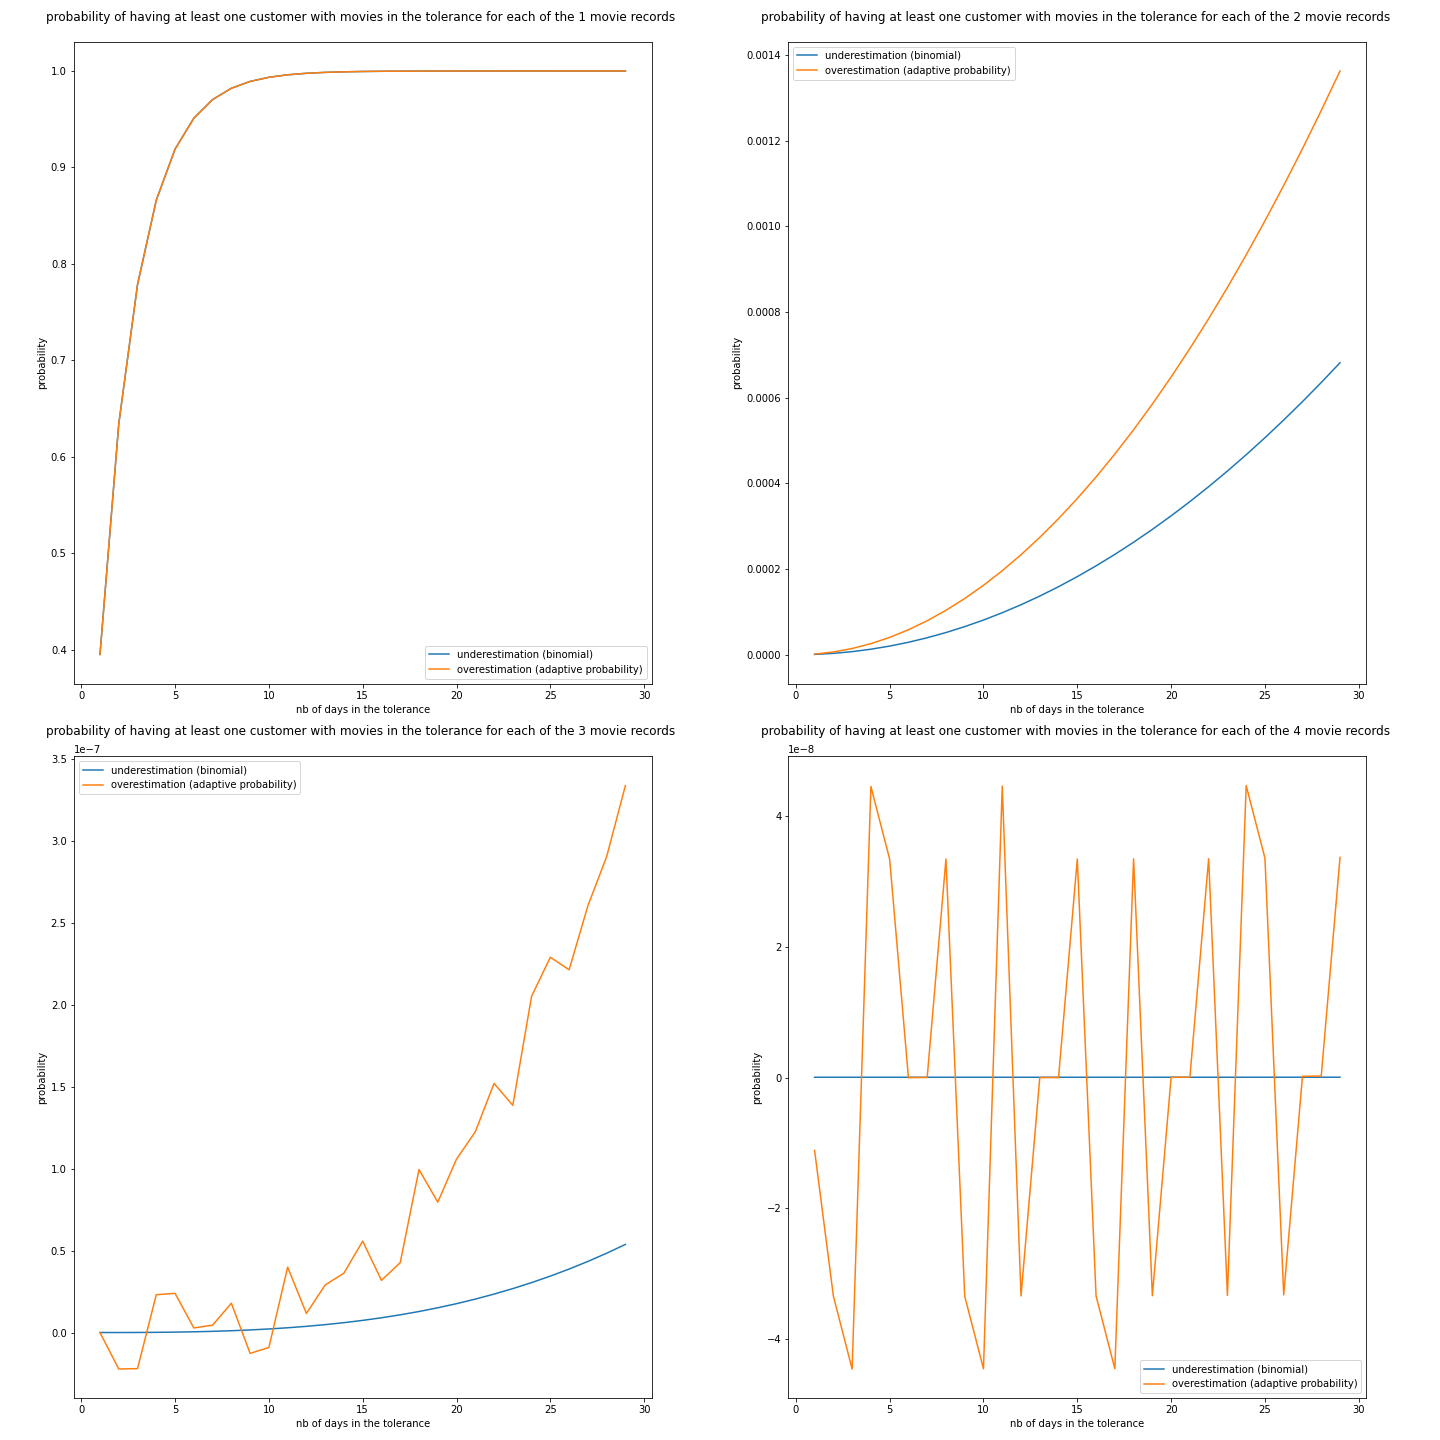 probability of having at least one customer with movies in the tolerance for each of the 1 movie records
1.0
0.9
0.8
0.7
0.6
0.5
0.4
probability
underestimation (binomial)
overestimation (adaptive probability)
0 5 10 15 20 25 30
nb of days in the tolerance
probability of having at least one customer with movies in the tolerance for each of the 2 movie records
underestimation (binomial)
overestimation (adaptive probability)
0.0014
0.0012
0.0010
0.0008
0.0006
0.0004
0.0002
0.0000
probability
0 5 10 15 20 25 30
nb of days in the tolerance
probability of having at least one customer with movies in the tolerance for each of the 3 movie records
1e−7
underestimation (binomial)
overestimation (adaptive probability)
3.5
3.0
2.5
2.0
1.5
1.0
0.5
0.0
probability
0 5 10 15 20 25 30
nb of days in the tolerance
probability of having at least one customer with movies in the tolerance for each of the 4 movie records
1e−8
4
2
0
−2
−4
probability
underestimation (binomial)
overestimation (adaptive probability)
0 5 10 15 20 25 30
nb of days in the tolerance